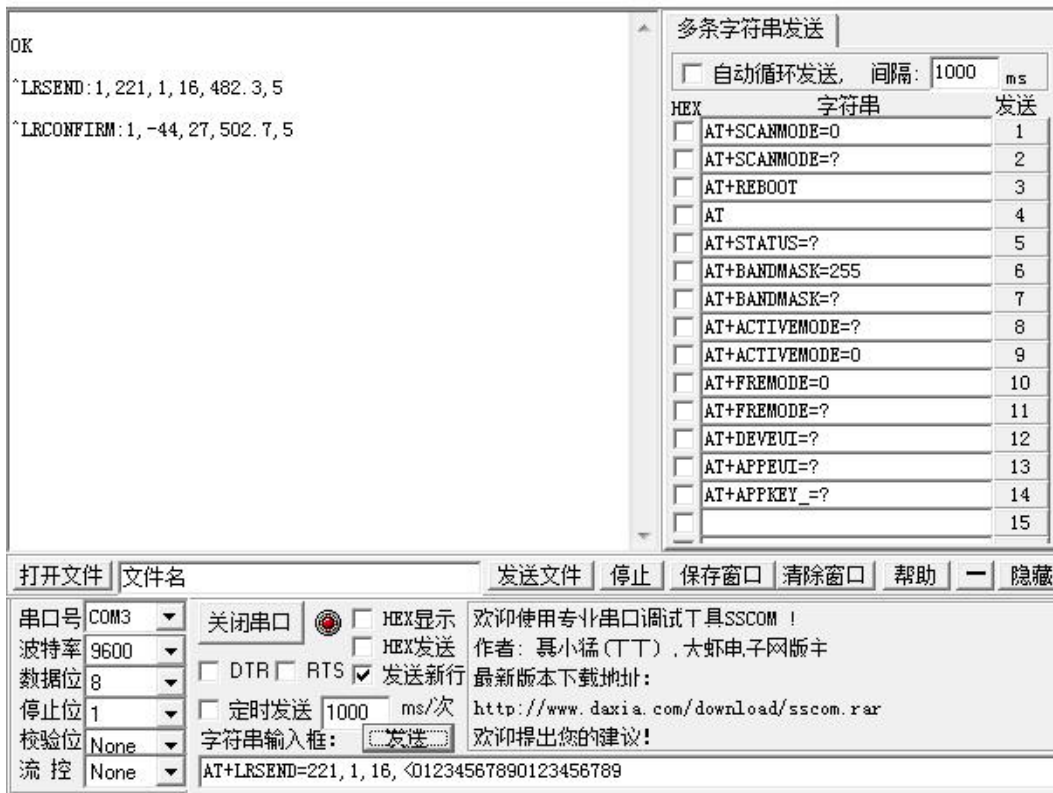 OK
^LRSEND:1,221,1,16,482.3,5
^LRCONFIRM:1,-44,27,502.7,5
多条字符串发送
自动循环发送, 间隔: 1000 ms
HEX 字符串 发送
AT+SCANMODE=0 1
AT+SCANMODE=? 2
AT+REBOOT 3
AT 4
AT+STATUS=? 5
AT+BANDMASK=255 6
AT+BANDMASK=? 7
AT+ACTIVEMODE=? 8
AT+ACTIVEMODE=0 9
AT+FREMODE=0 10
AT+FREMODE=? 11
AT+DEVEUI=? 12
AT+APPEUI=? 13
AT+APPKEY_=? 14
15
打开文件 文件名 发送文件 停止 保存窗口 清除窗口 帮助 一 隐藏
串口号 COM3 关闭串口 HEX显示
波特率 9600 HEX发送
数据位 8 DTR RTS 发送新行
停止位 1 定时发送 1000 ms/次
校验位 None 字符串输入框: 发送
流 控 None AT+LRSEND=221,1,16,<01234567890123456789
欢迎使用专业串口调试工具SSCOM !
作者: 聂小猛(丁丁),大虾电子网版主
最新版本下载地址:
http://www.daxia.com/download/sscom.rar
欢迎提出您的建议!